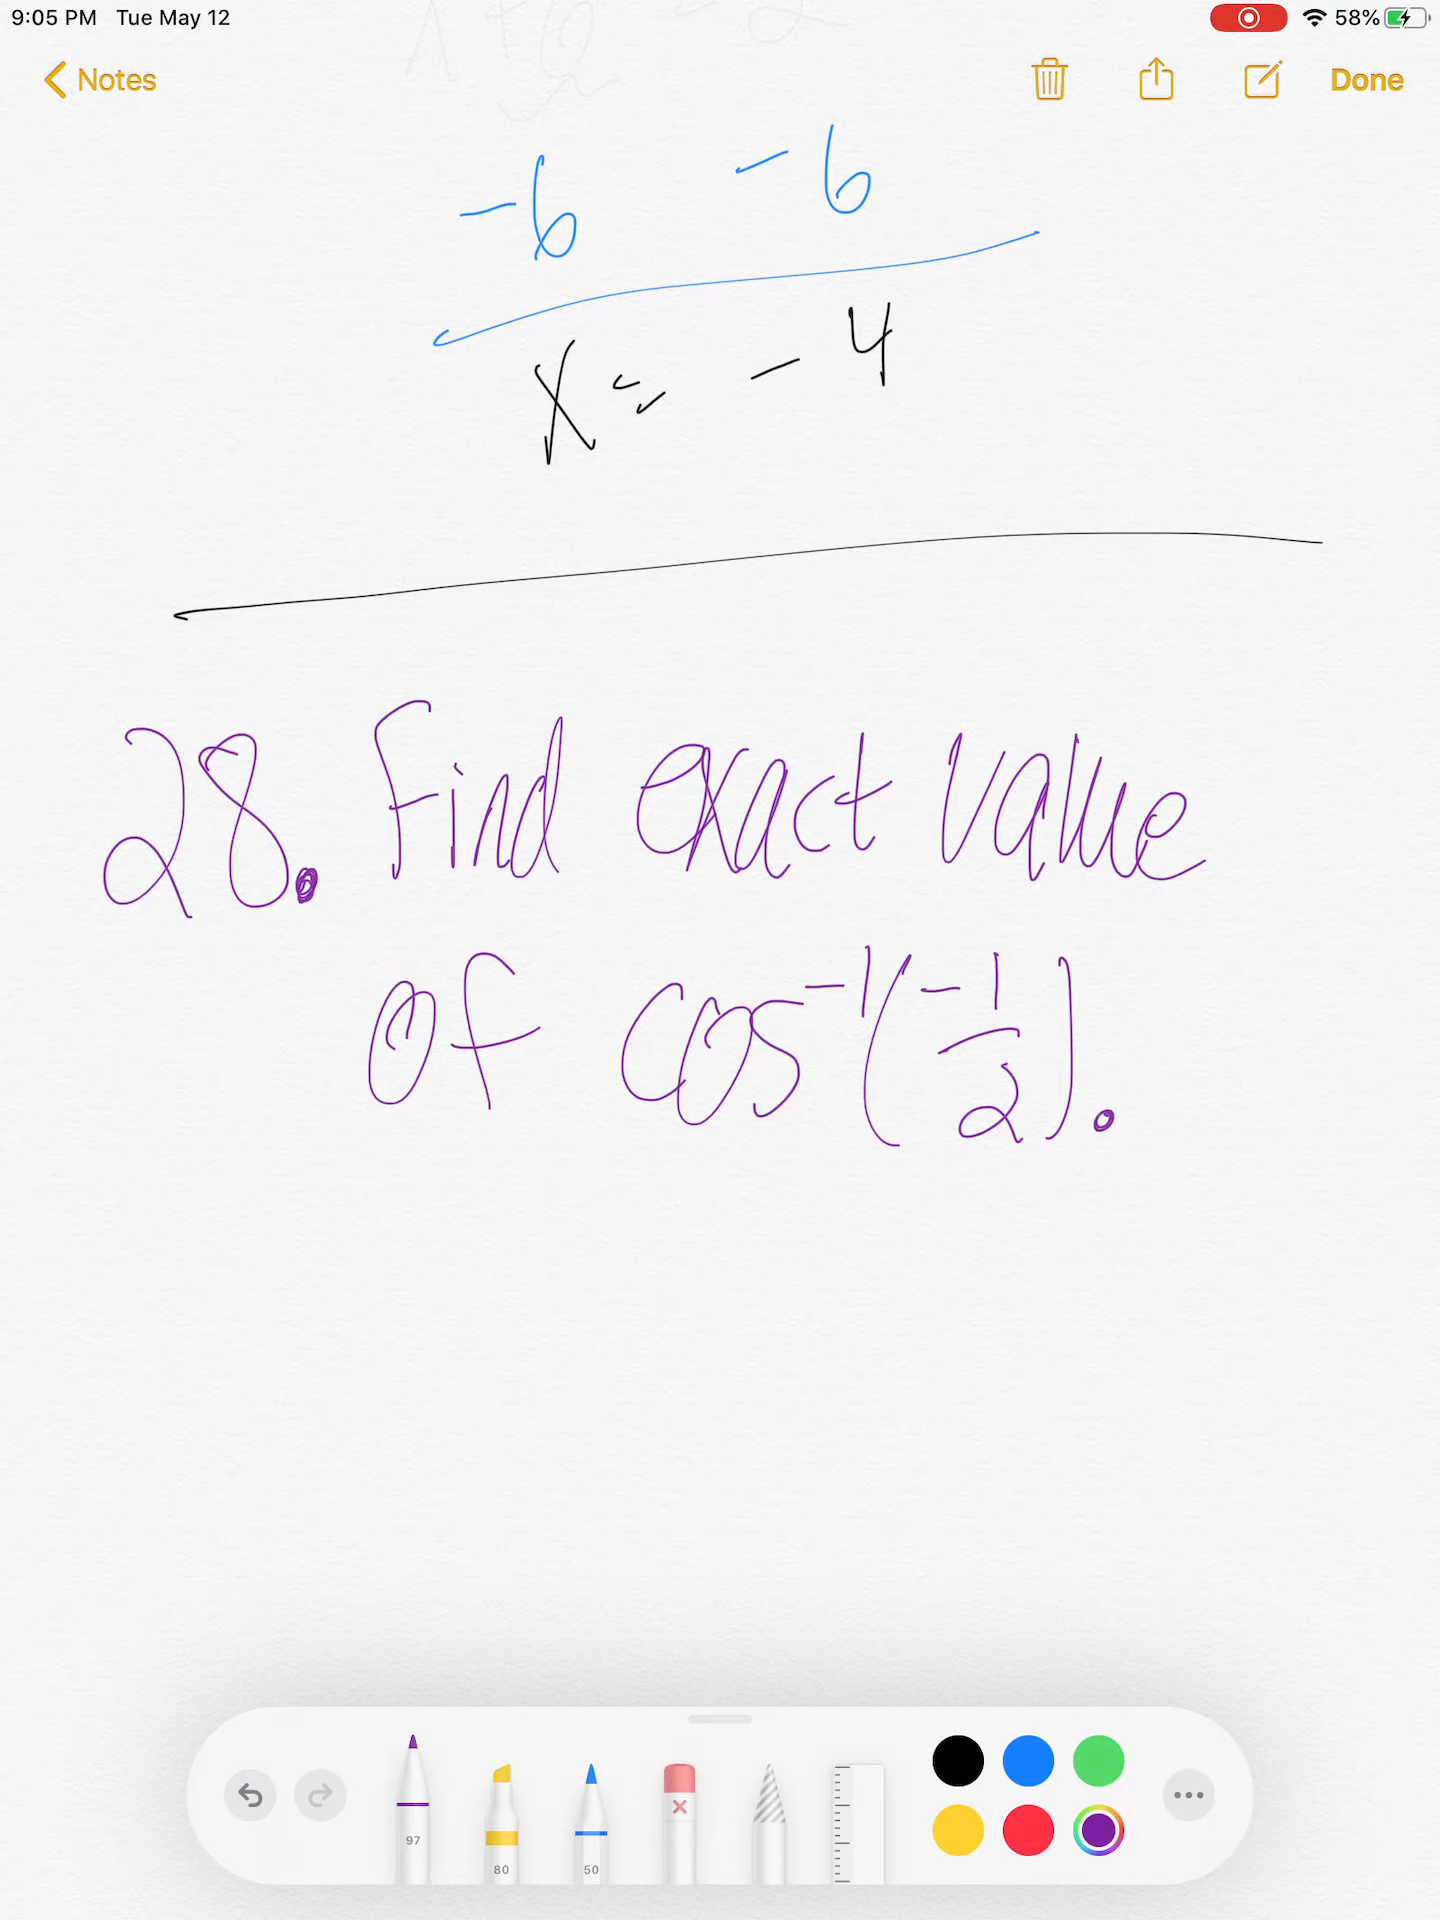 9:05 PM Tue May 12
58%
Notes
Done
-6 -6
x = -4
28. Find exact value
of cos⁻¹(-1/2).
97
80
50